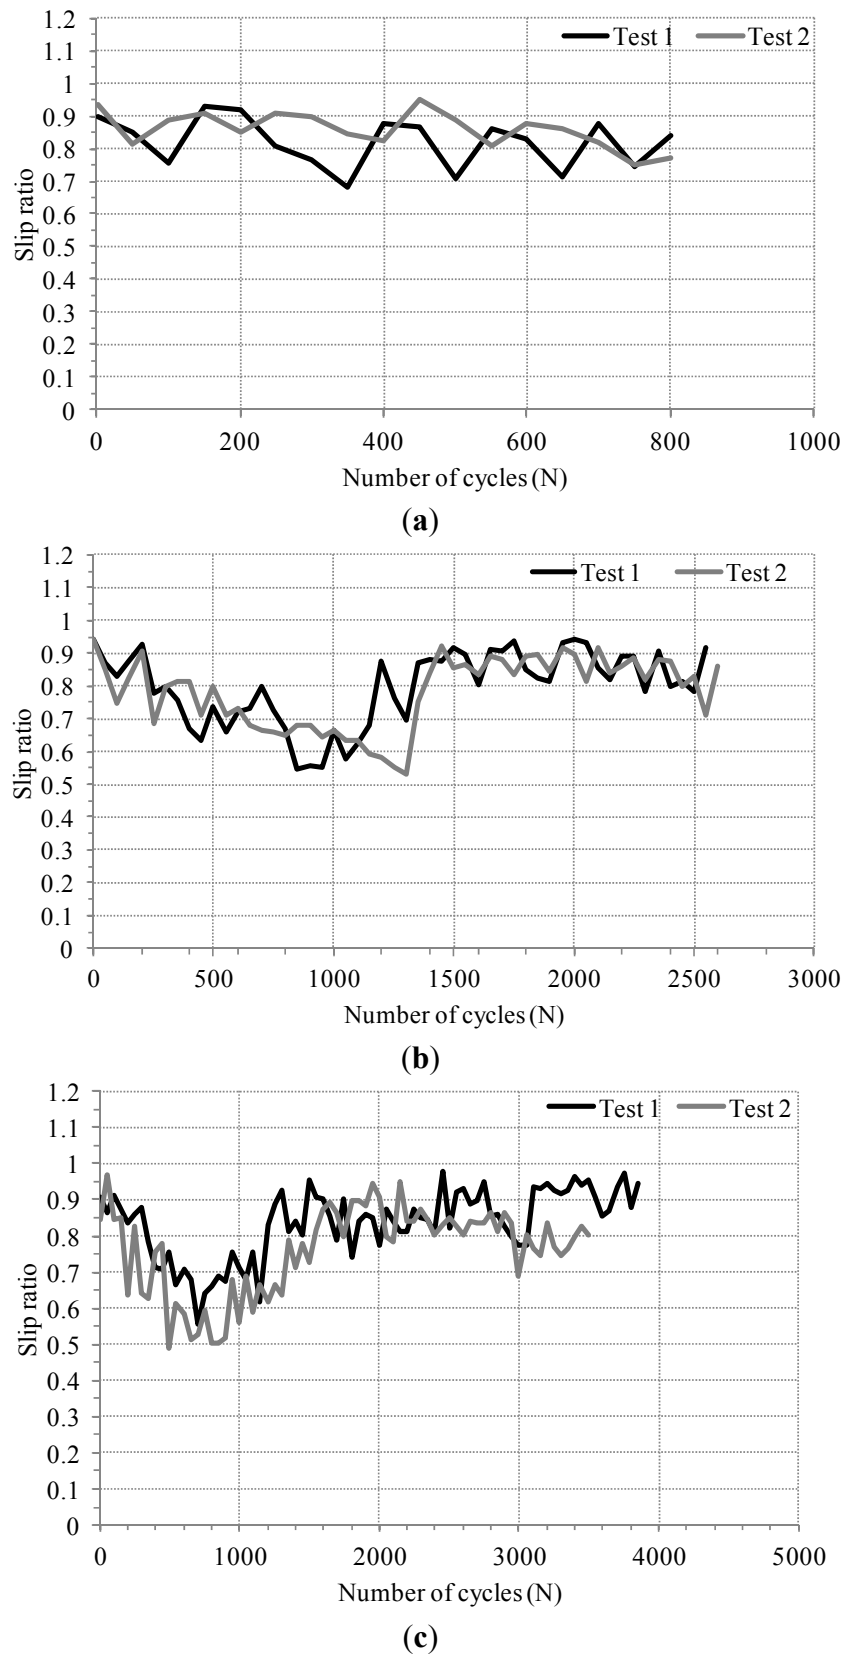 1.2
Test 1 Test 2
1.1
1
0.9
0.8
0.7
0.6
0.5
0.4
0.3
0.2
0.1
0
Slip ratio
0 200 400 600 800 1000
Number of cycles (N)
(a)
1.2
Test 1 Test 2
1.1
1
0.9
0.8
0.7
0.6
0.5
0.4
0.3
0.2
0.1
0
Slip ratio
0 500 1000 1500 2000 2500 3000
Number of cycles (N)
(b)
1.2
Test 1 Test 2
1.1
1
0.9
0.8
0.7
0.6
0.5
0.4
0.3
0.2
0.1
0
Slip ratio
0 1000 2000 3000 4000 5000
Number of cycles (N)
(c)